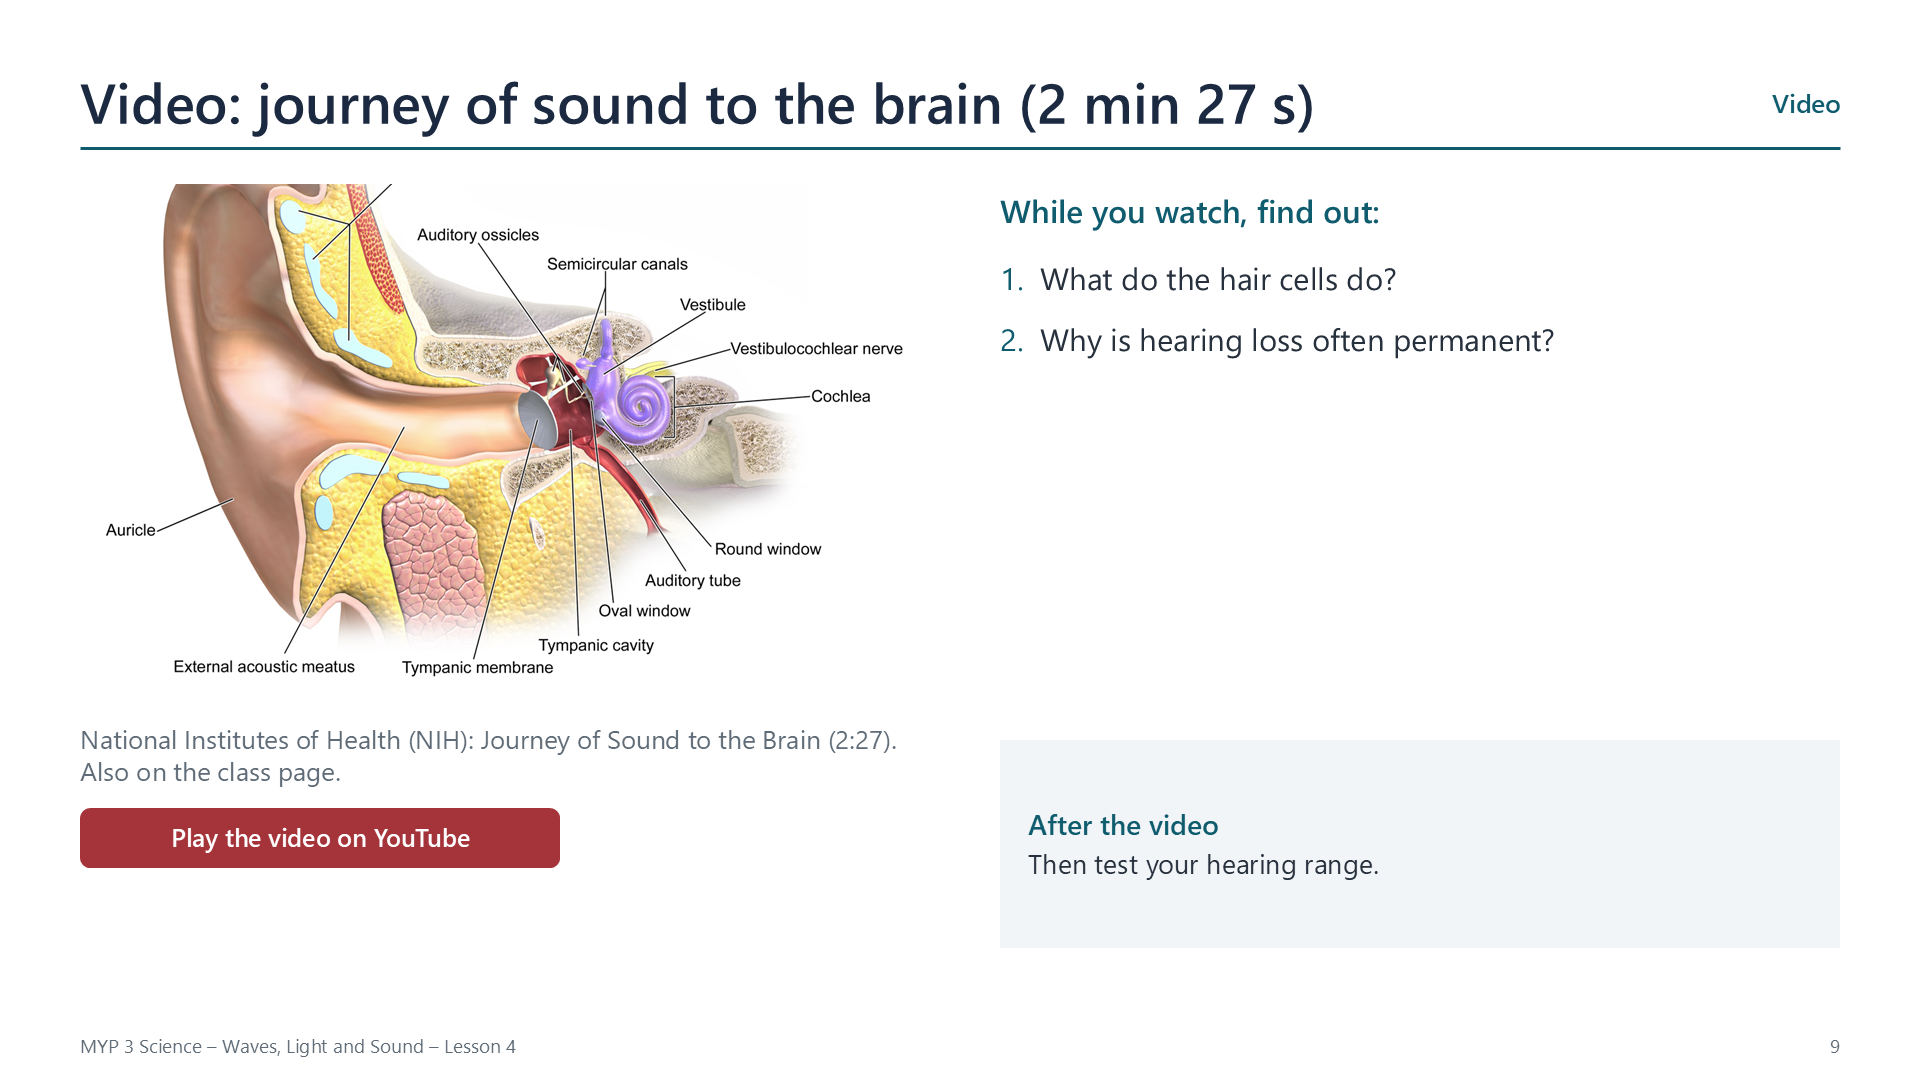 Video: journey of sound to the brain (2 min 27 s)
Video
Auditory ossicles
Semicircular canals
Vestibule
Vestibulocochlear nerve
Cochlea
Auricle
Round window
Auditory tube
Oval window
Tympanic cavity
External acoustic meatus
Tympanic membrane
National Institutes of Health (NIH): Journey of Sound to the Brain (2:27).
Also on the class page.
Play the video on YouTube
While you watch, find out:
1. What do the hair cells do?
2. Why is hearing loss often permanent?
After the video
Then test your hearing range.
MYP 3 Science – Waves, Light and Sound – Lesson 4
9